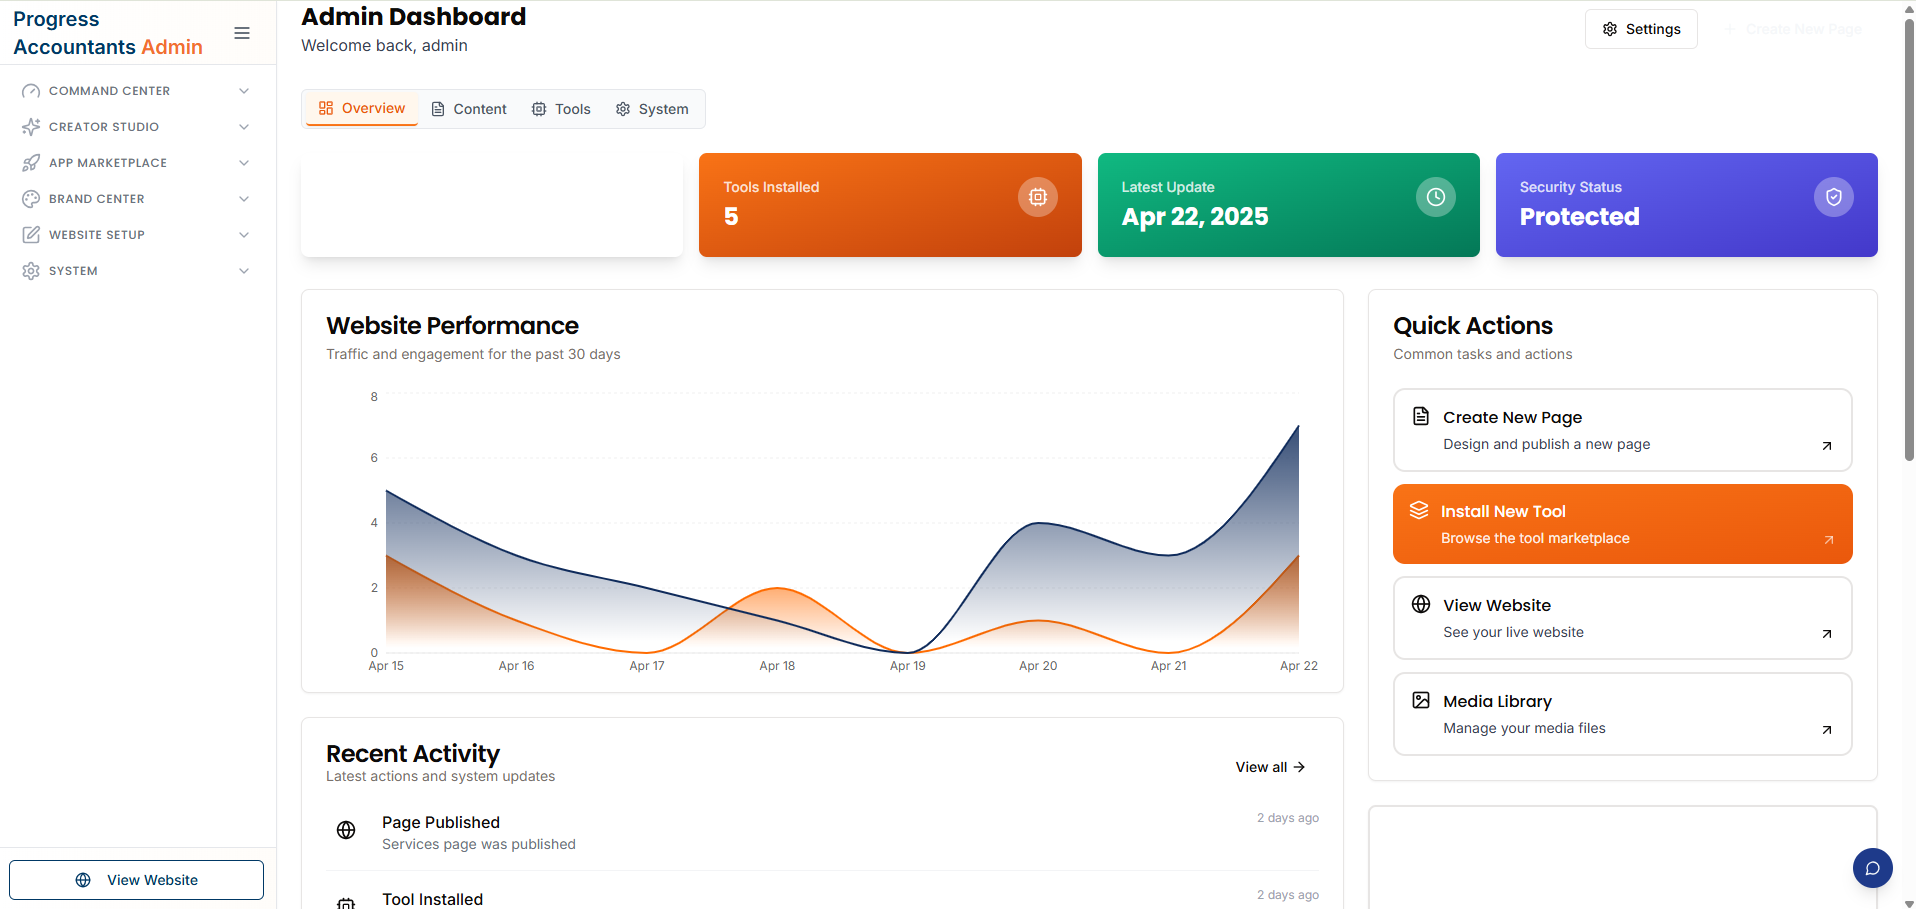 Progress
Accountants Admin
COMMAND CENTER
CREATOR STUDIO
APP MARKETPLACE
BRAND CENTER
WEBSITE SETUP
SYSTEM
View Website
Admin Dashboard
Welcome back, admin
Settings
Create New Page
Overview
Content
Tools
System
Tools Installed
5
Latest Update
Apr 22, 2025
Security Status
Protected
Website Performance
Traffic and engagement for the past 30 days
8
6
4
2
0
Apr 15
Apr 16
Apr 17
Apr 18
Apr 19
Apr 20
Apr 21
Apr 22
Quick Actions
Common tasks and actions
Create New Page
Design and publish a new page
Install New Tool
Browse the tool marketplace
View Website
See your live website
Media Library
Manage your media files
Recent Activity
Latest actions and system updates
View all
Page Published
Services page was published
2 days ago
Tool Installed
2 days ago